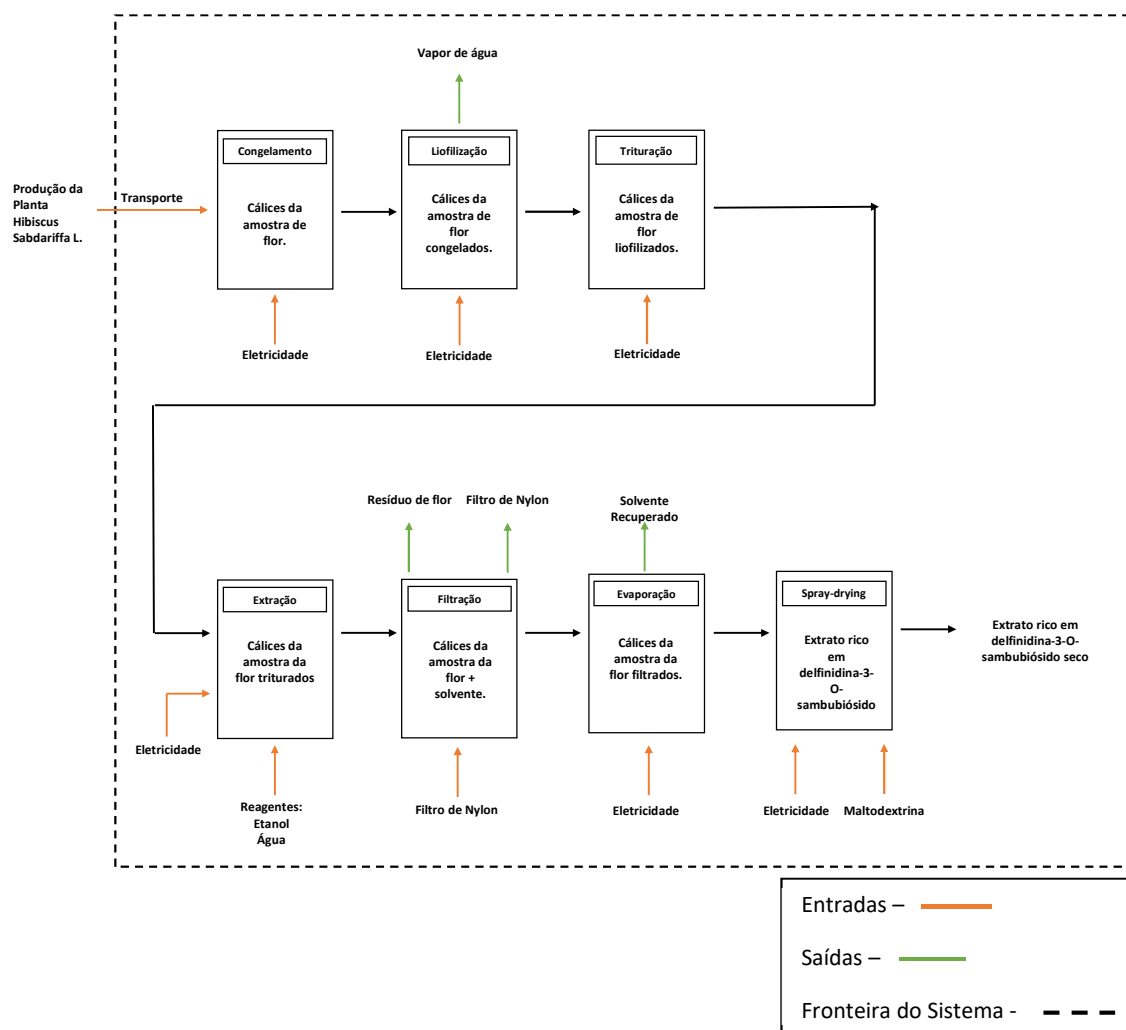 Vapor de água
Congelamento
Liofilização
Trituração
Produção da
Planta
Hibiscus
Sabdariffa L.
Transporte
Cálices da
amostra de
flor.
Cálices da
amostra de
flor
congelados.
Cálices da
amostra de
flor
liofilizados.
Eletricidade
Eletricidade
Eletricidade
Resíduo de flor
Filtro de Nylon
Solvente
Recuperado
Extração
Filtração
Evaporação
Spray-drying
Cálices da
amostra da
flor triturados
Cálices da
amostra da
flor +
solvente.
Cálices da
amostra da
flor filtrados.
Extrato rico
em
delfinidina-3-
O-
sambubiósido
Extrato rico em
delfinidina-3-O-
sambubiósido seco
Eletricidade
Reagentes:
Etanol
Água
Filtro de Nylon
Eletricidade
Eletricidade
Maltodextrina
Entradas –
Saídas –
Fronteira do Sistema -